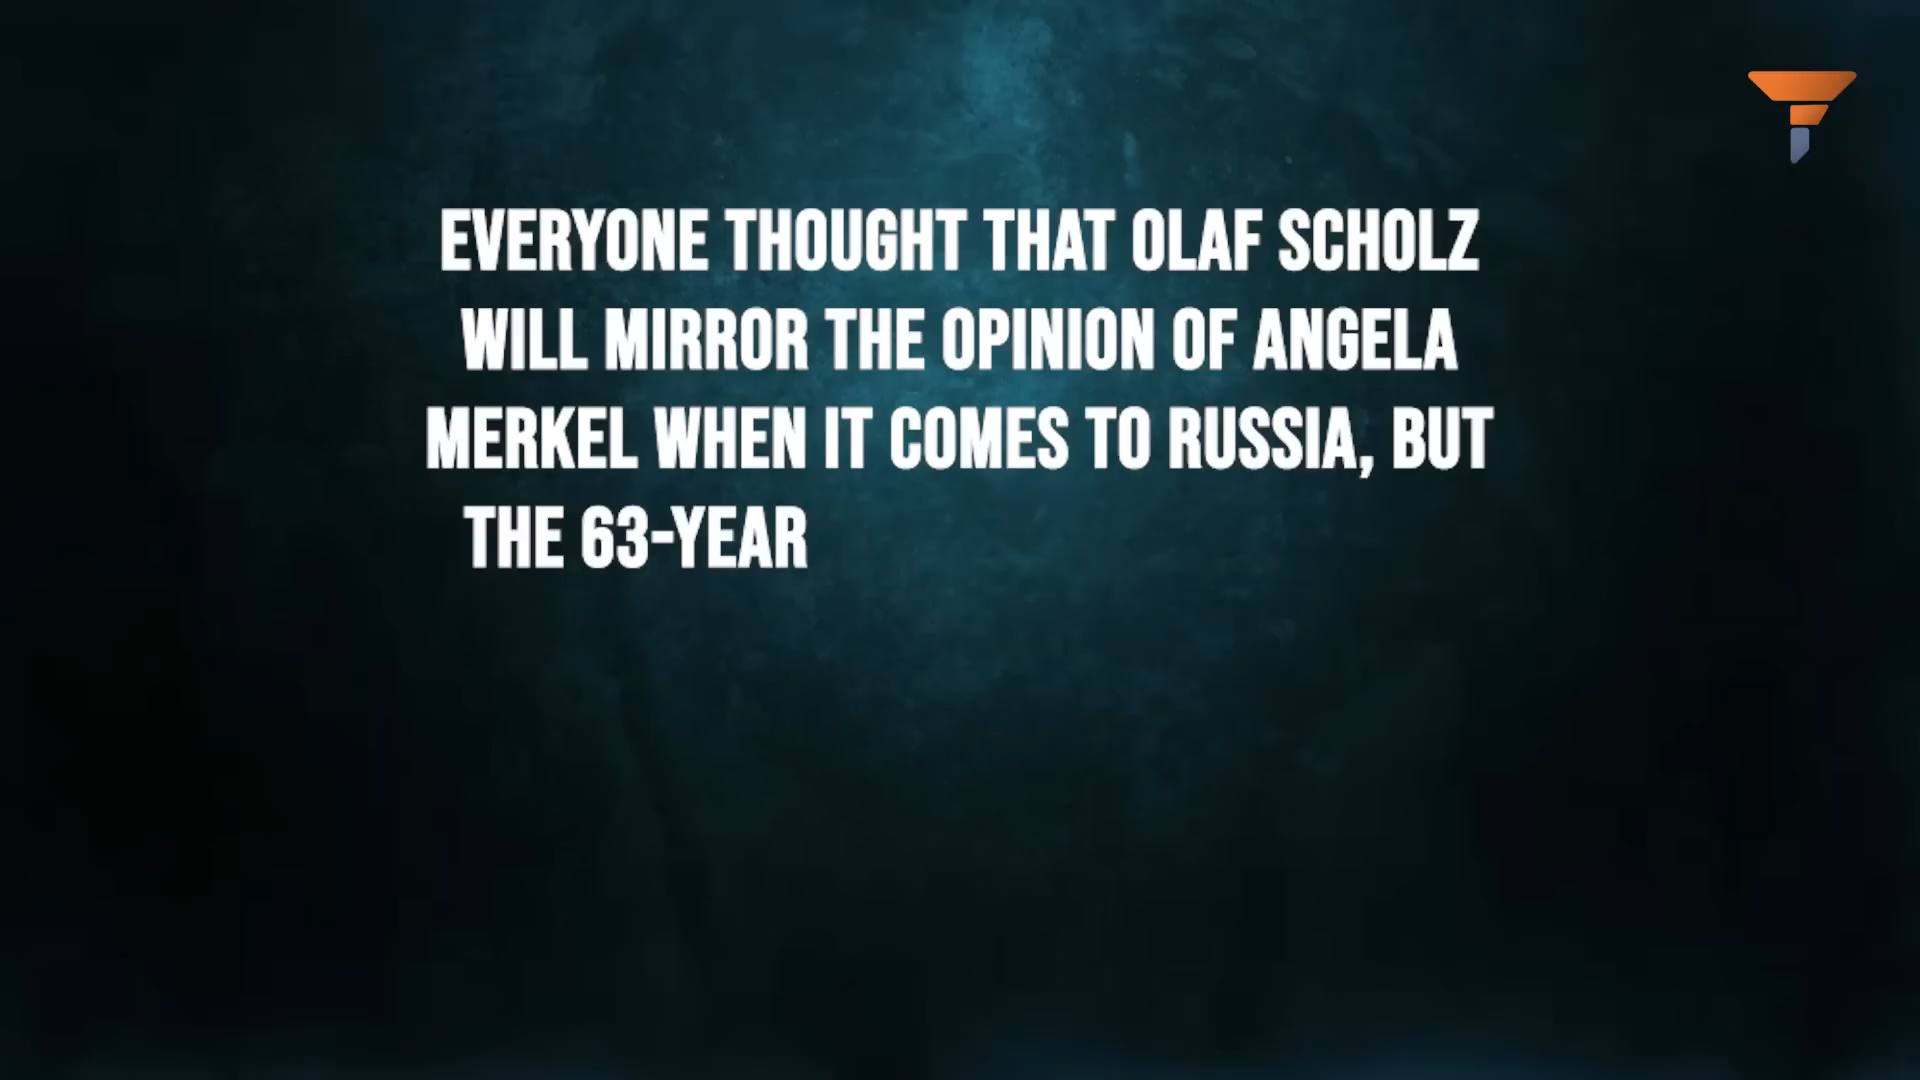 EVERYONE THOUGHT THAT OLAF SCHOLZ
WILL MIRROR THE OPINION OF ANGELA
MERKEL WHEN IT COMES TO RUSSIA, BUT
THE 63-YEAR